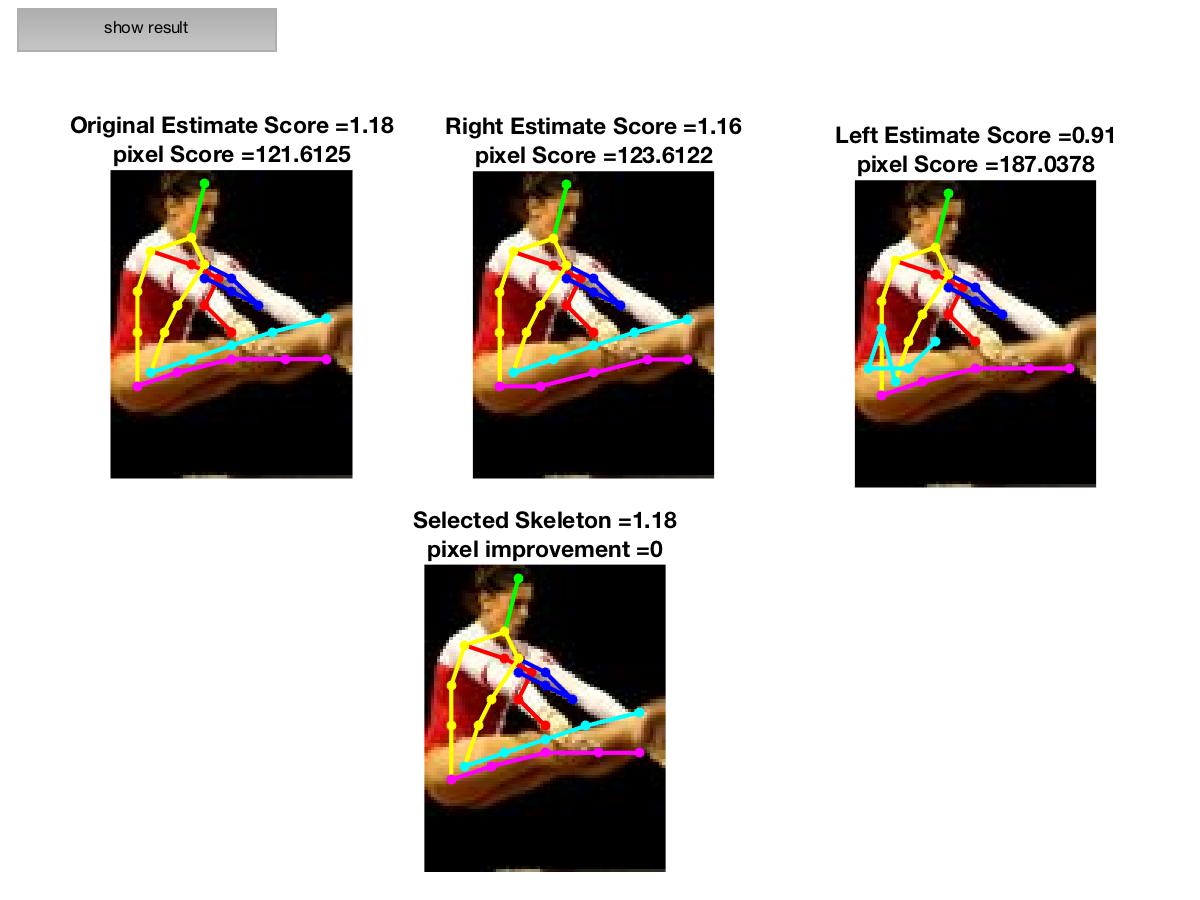 show result
Original Estimate Score =1.18
pixel Score =121.6125
Right Estimate Score =1.16
pixel Score =123.6122
Left Estimate Score =0.91
pixel Score =187.0378
Selected Skeleton =1.18
pixel improvement =0